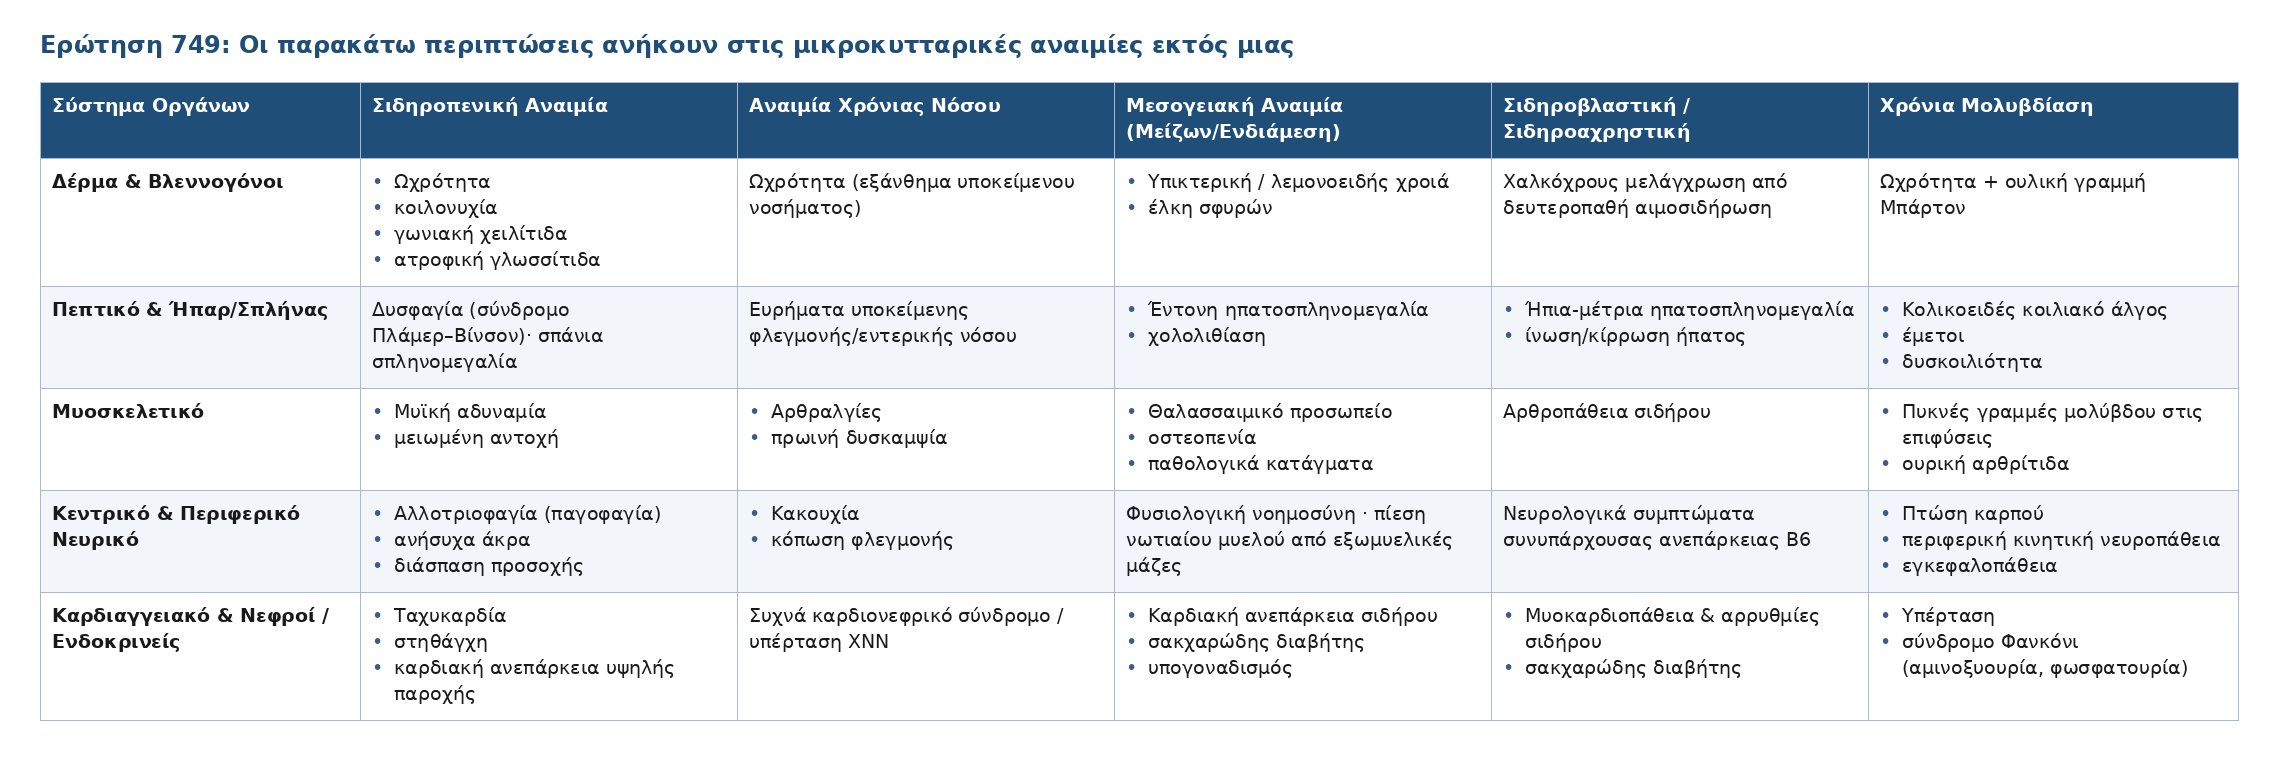 Ερώτηση 749: Οι παρακάτω περιπτώσεις ανήκουν στις μικροκυτταρικές αναιμίες εκτός μιας
Σύστημα Οργάνων
Σιδηροπενική Αναιμία
Αναιμία Χρόνιας Νόσου
Μεσογειακή Αναιμία
(Μείζων/Ενδιάμεση)
Σιδηροβλαστική /
Σιδηροαχρηστική
Χρόνια Μολυβδίαση
Δέρμα & Βλεννογόνοι
• Ωχρότητα
• κοιλονυχία
• γωνιακή χειλίτιδα
• ατροφική γλωσσίτιδα
Ωχρότητα (εξάνθημα υποκείμενου
νοσήματος)
• Υπικτερική / λεμονοειδής χροιά
• έλκη σφυρών
Χαλκόχρους μελάγχρωση από
δευτεροπαθή αιμοσιδήρωση
Ωχρότητα + ουλική γραμμή
Μπάρτον
Πεπτικό & Ήπαρ/Σπλήνας
Δυσφαγία (σύνδρομο
Πλάμερ–Βίνσον)· σπάνια
σπληνομεγαλία
Ευρήματα υποκείμενης
φλεγμονής/εντερικής νόσου
• Έντονη ηπατοσπληνομεγαλία
• χολολιθίαση
• Ήπια-μέτρια ηπατοσπληνομεγαλία
• ίνωση/κίρρωση ήπατος
• Κολικοειδές κοιλιακό άλγος
• έμετοι
• δυσκοιλιότητα
Μυοσκελετικό
• Μυϊκή αδυναμία
• μειωμένη αντοχή
• Αρθραλγίες
• πρωινή δυσκαμψία
• Θαλασσαιμικό προσωπείο
• οστεοπενία
• παθολογικά κατάγματα
Αρθροπάθεια σιδήρου
• Πυκνές γραμμές μολύβδου στις
επιφύσεις
• ουρική αρθρίτιδα
Κεντρικό & Περιφερικό
Νευρικό
• Αλλοτριοφαγία (παγοφαγία)
• ανήσυχα άκρα
• διάσπαση προσοχής
• Κακουχία
• κόπωση φλεγμονής
Φυσιολογική νοημοσύνη · πίεση
νωτιαίου μυελού από εξωμυελικές
μάζες
Νευρολογικά συμπτώματα
συνυπάρχουσας ανεπάρκειας Β6
• Πτώση καρπού
• περιφερική κινητική νευροπάθεια
• εγκεφαλοπάθεια
Καρδιαγγειακό & Νεφροί /
Ενδοκρινείς
• Ταχυκαρδία
• στηθάγχη
• καρδιακή ανεπάρκεια υψηλής
παροχής
Συχνά καρδιονεφρικό σύνδρομο /
υπέρταση ΧΝΝ
• Καρδιακή ανεπάρκεια σιδήρου
• σακχαρώδης διαβήτης
• υπογοναδισμός
• Μυοκαρδιοπάθεια & αρρυθμίες
σιδήρου
• σακχαρώδης διαβήτης
• Υπέρταση
• σύνδρομο Φανκόνι
(αμινοξυουρία, φωσφατουρία)